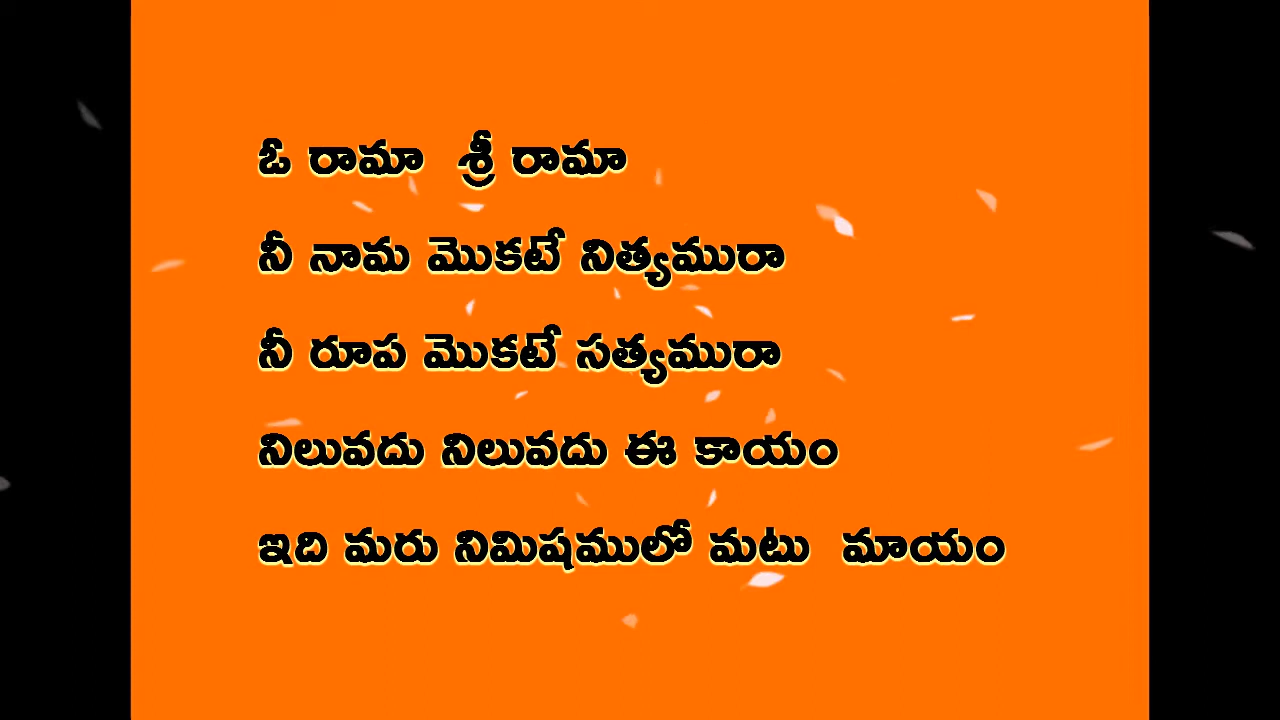 ఓ రామా శ్రీ రామా
నీ నామ మొకటే నిత్యమురా
నీ రూప మొకటే సత్యమురా
నిలువదు నిలువదు ఈ కాయం
ఇది మరు నిమిషములో మటు మాయం